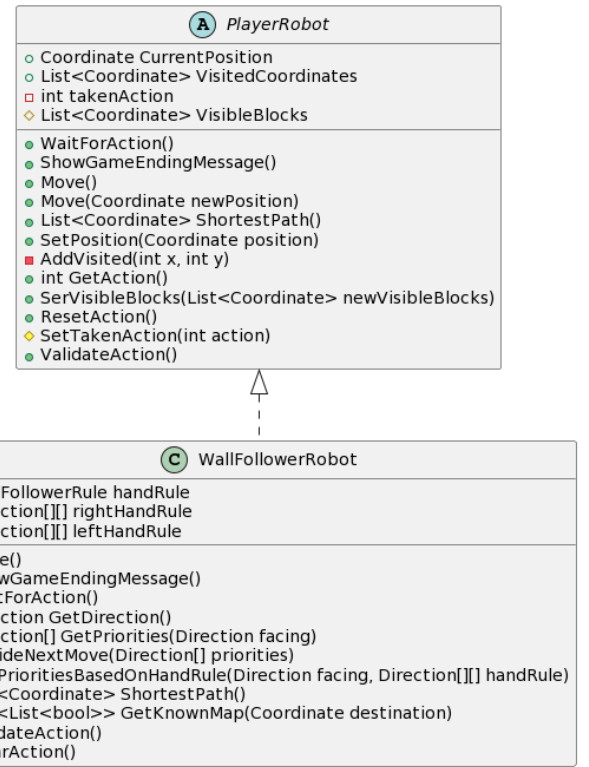 A PlayerRobot
Coordinate CurrentPosition
List<Coordinate> VisitedCoordinates
int takenAction
List<Coordinate> VisibleBlocks
WaitForAction()
ShowGameEndingMessage()
Move()
Move(Coordinate newPosition)
List<Coordinate> ShortestPath()
SetPosition(Coordinate position)
AddVisited(int x, int y)
int GetAction()
SerVisibleBlocks(List<Coordinate> newVisibleBlocks)
ResetAction()
SetTakenAction(int action)
ValidateAction()
C WallFollowerRobot
FollowerRule handRule
ction[][] rightHandRule
ction[][] leftHandRule
e()
wGameEndingMessage()
tForAction()
ction GetDirection()
ction[] GetPriorities(Direction facing)
ideNextMove(Direction[] priorities)
PrioritiesBasedOnHandRule(Direction facing, Direction[][] handRule)
<Coordinate> ShortestPath()
<List<bool>> GetKnownMap(Coordinate destination)
dateAction()
arAction()